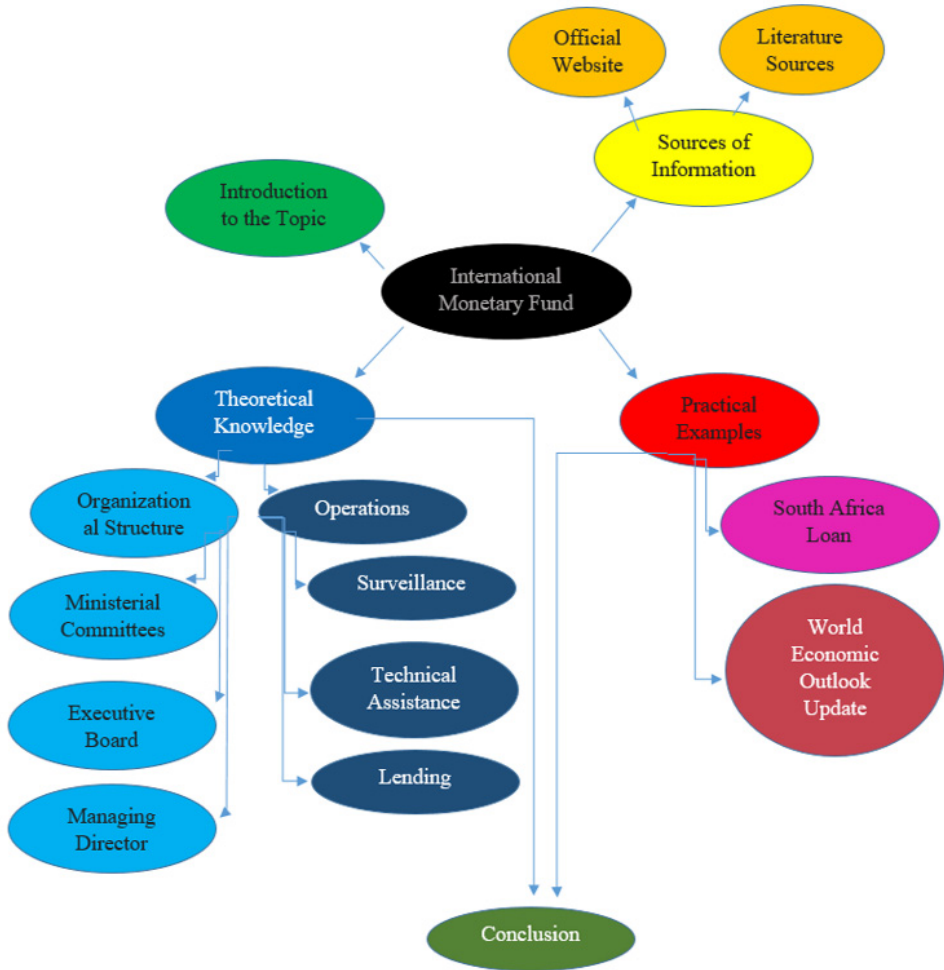 Official
Website
Literature
Sources
Sources of
Information
Introduction
to the Topic
International
Monetary Fund
Theoretical
Knowledge
Practical
Examples
Organization
al Structure
Operations
South Africa
Loan
Surveillance
Ministerial
Committees
World
Economic
Outlook
Update
Technical
Assistance
Executive
Board
Lending
Managing
Director
Conclusion